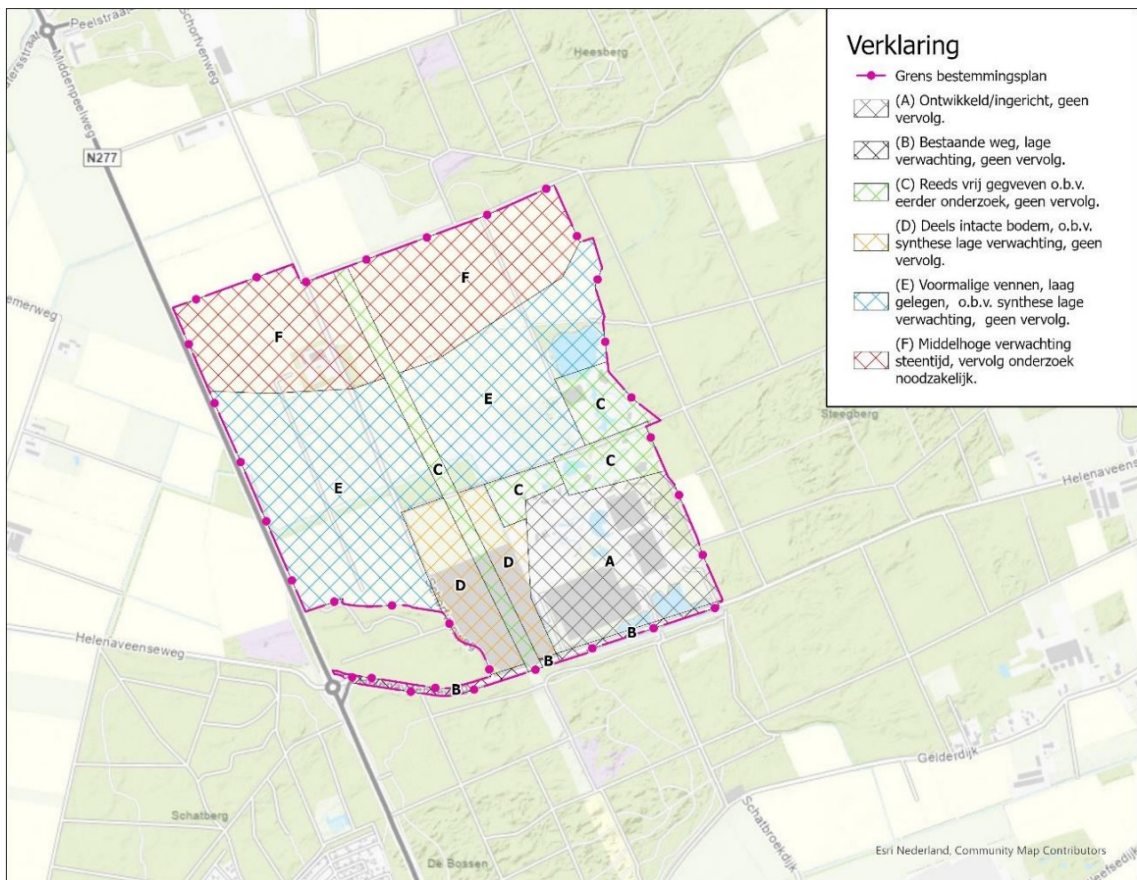 Peelstraat
Schorfvenweg
Middenpeelweg
Heesberg
N277
F
F
E
C
Steegberg
C
C
C
E
Helenaveens
D
A
D
B
Helenaveenseweg
B
B
Gelderdijk
Schatberg
Schatbroekdijk
De Bossen
Verklaring
Grens bestemmingsplan
(A) Ontwikkeld/ingericht, geen
vervolg.
(B) Bestaande weg, lage
verwachting, geen vervolg.
(C) Reeds vrij gegveven o.b.v.
eerder onderzoek, geen vervolg.
(D) Deels intacte bodem, o.b.v.
synthese lage verwachting, geen
vervolg.
(E) Voormalige vennen, laag
gelegen, o.b.v. synthese lage
verwachting, geen vervolg.
(F) Middelhoge verwachting
steentijd, vervolg onderzoek
noodzakelijk.
Esri Nederland, Community Map Contributors